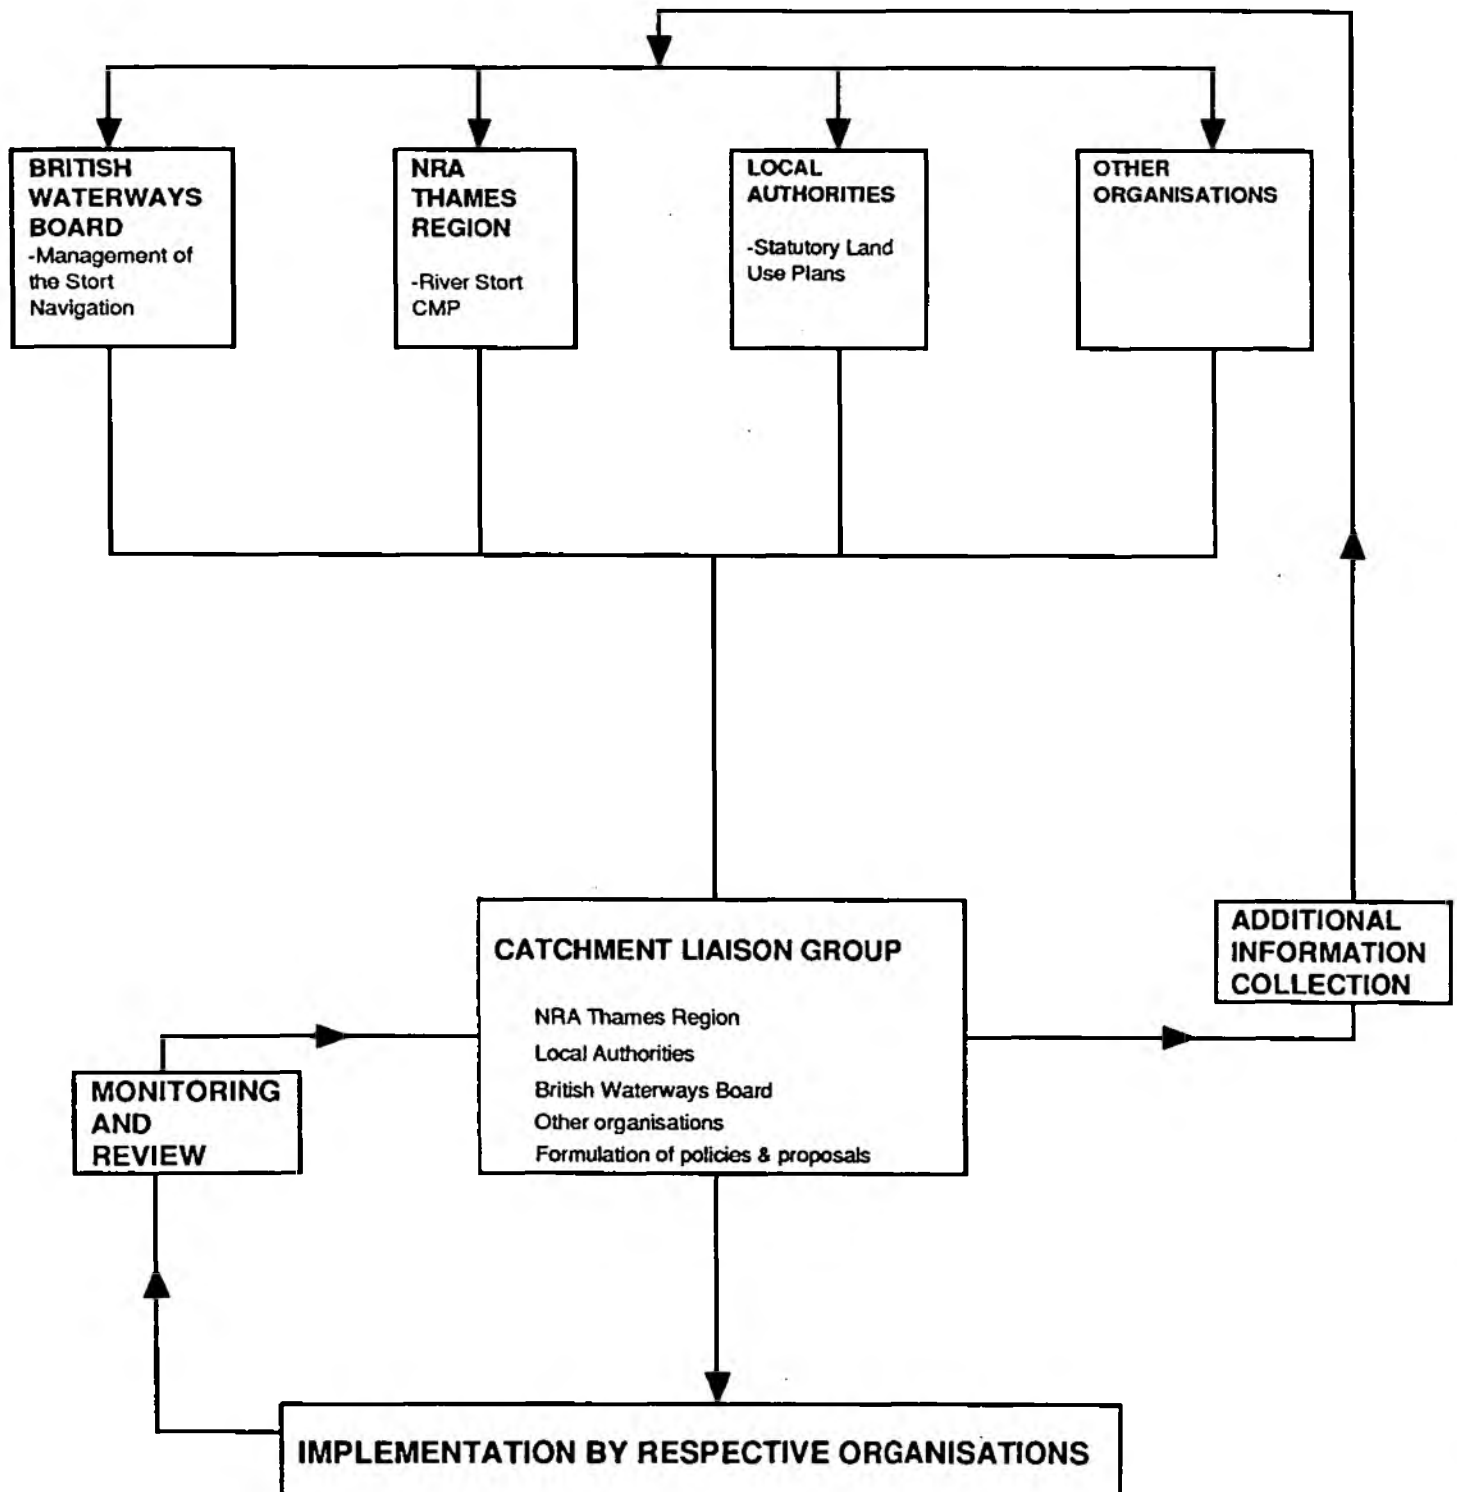 BRITISH
WATERWAYS
BOARD
-Management of
the Stort
Navigation
NRA
THAMES
REGION
-River Stort
CMP
LOCAL
AUTHORITIES
-Statutory Land
Use Plans
OTHER
ORGANISATIONS
CATCHMENT LIAISON GROUP
NRA Thames Region
Local Authorities
British Waterways Board
Other organisations
Formulation of policies & proposals
ADDITIONAL
INFORMATION
COLLECTION
MONITORING
AND
REVIEW
IMPLEMENTATION BY RESPECTIVE ORGANISATIONS